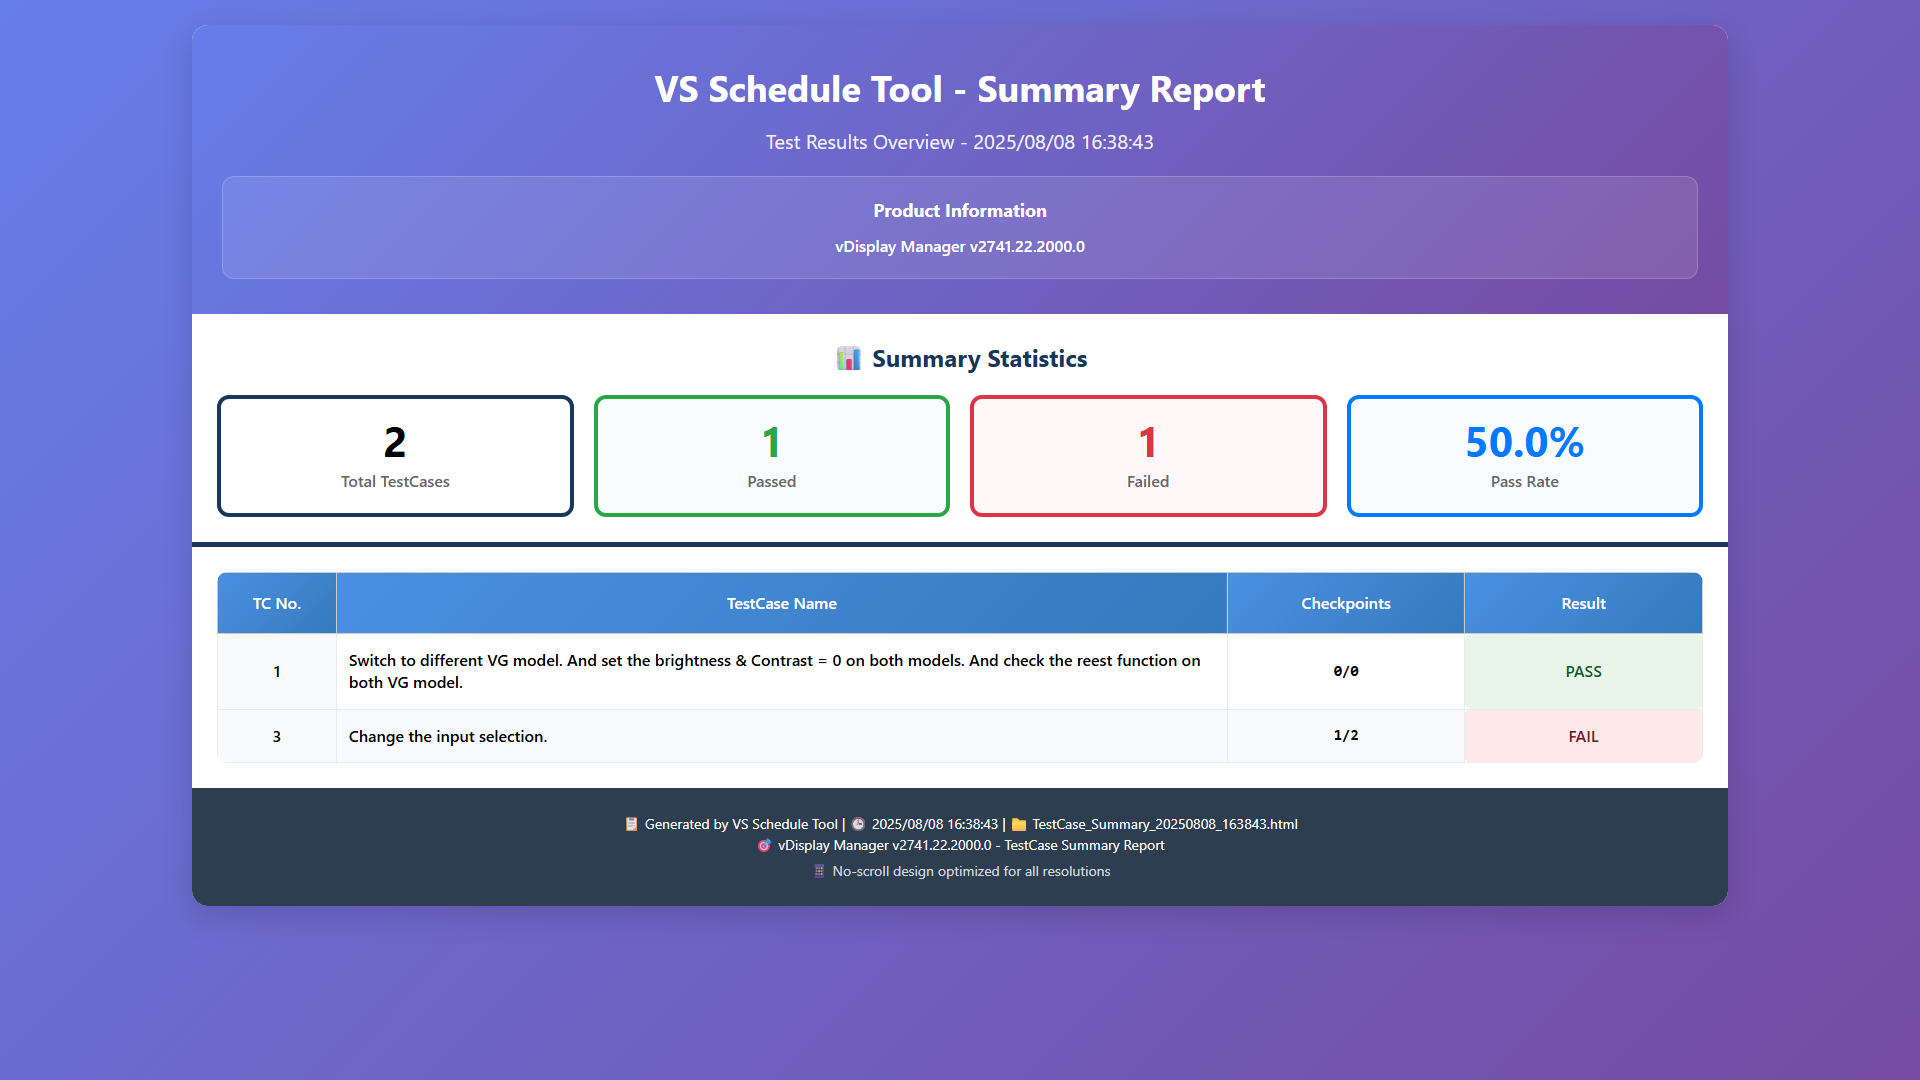 VS Schedule Tool - Summary Report
Test Results Overview - 2025/08/08 16:38:43
Product Information
vDisplay Manager v2741.22.2000.0
Summary Statistics
2
Total TestCases
1
Passed
1
Failed
50.0%
Pass Rate
TC No. TestCase Name Checkpoints Result
1 Switch to different VG model. And set the brightness & Contrast = 0 on both models. And check the reest function on
both VG model. 0/0 PASS
3 Change the input selection. 1/2 FAIL
Generated by VS Schedule Tool | 2025/08/08 16:38:43 | TestCase_Summary_20250808_163843.html
vDisplay Manager v2741.22.2000.0 - TestCase Summary Report
No-scroll design optimized for all resolutions